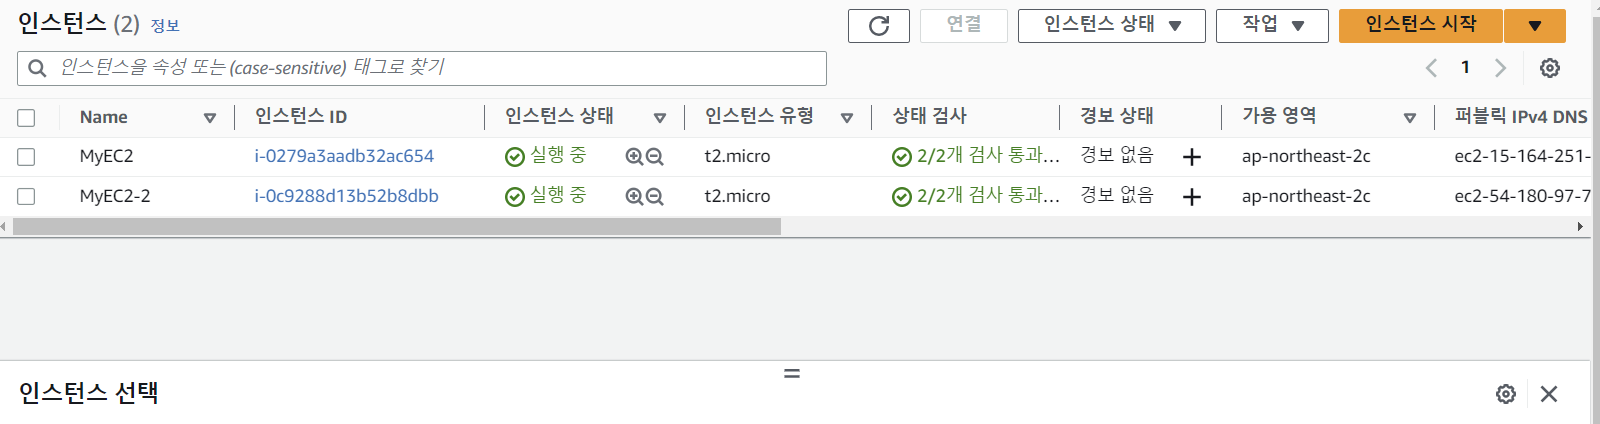 인스턴스 (2) 정보
연결 인스턴스 상태 작업 인스턴스 시작
인스턴스을 속성 또는 (case-sensitive) 태그로 찾기
1
Name 인스턴스 ID 인스턴스 상태 인스턴스 유형 상태 검사 경보 상태 가용 영역 퍼블릭 IPv4 DNS
MyEC2 i-0279a3aadb32ac654 실행 중 t2.micro 2/2개 검사 통과... 경보 없음 ap-northeast-2c ec2-15-164-251-
MyEC2-2 i-0c9288d13b52b8dbb 실행 중 t2.micro 2/2개 검사 통과... 경보 없음 ap-northeast-2c ec2-54-180-97-7
인스턴스 선택